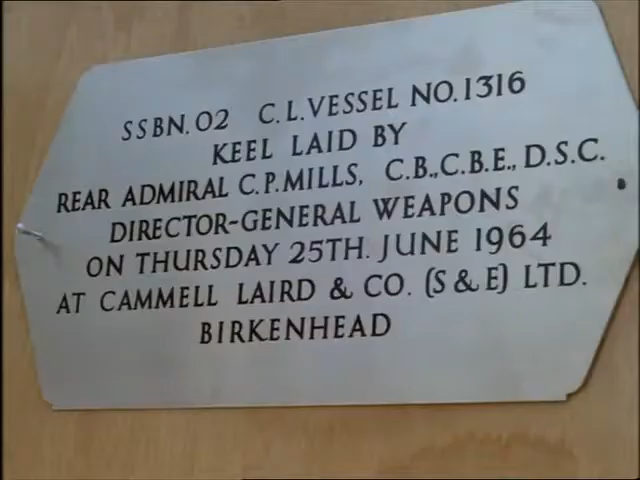 SSBN. 02 C.L. VESSEL NO. 1316
KEEL LAID BY
REAR ADMIRAL C.P. MILLS, C.B., C.B.E., D.S.C.
DIRECTOR-GENERAL WEAPONS
ON THURSDAY 25TH. JUNE 1964
AT CAMMELL LAIRD & CO. (S & E) LTD.
BIRKENHEAD